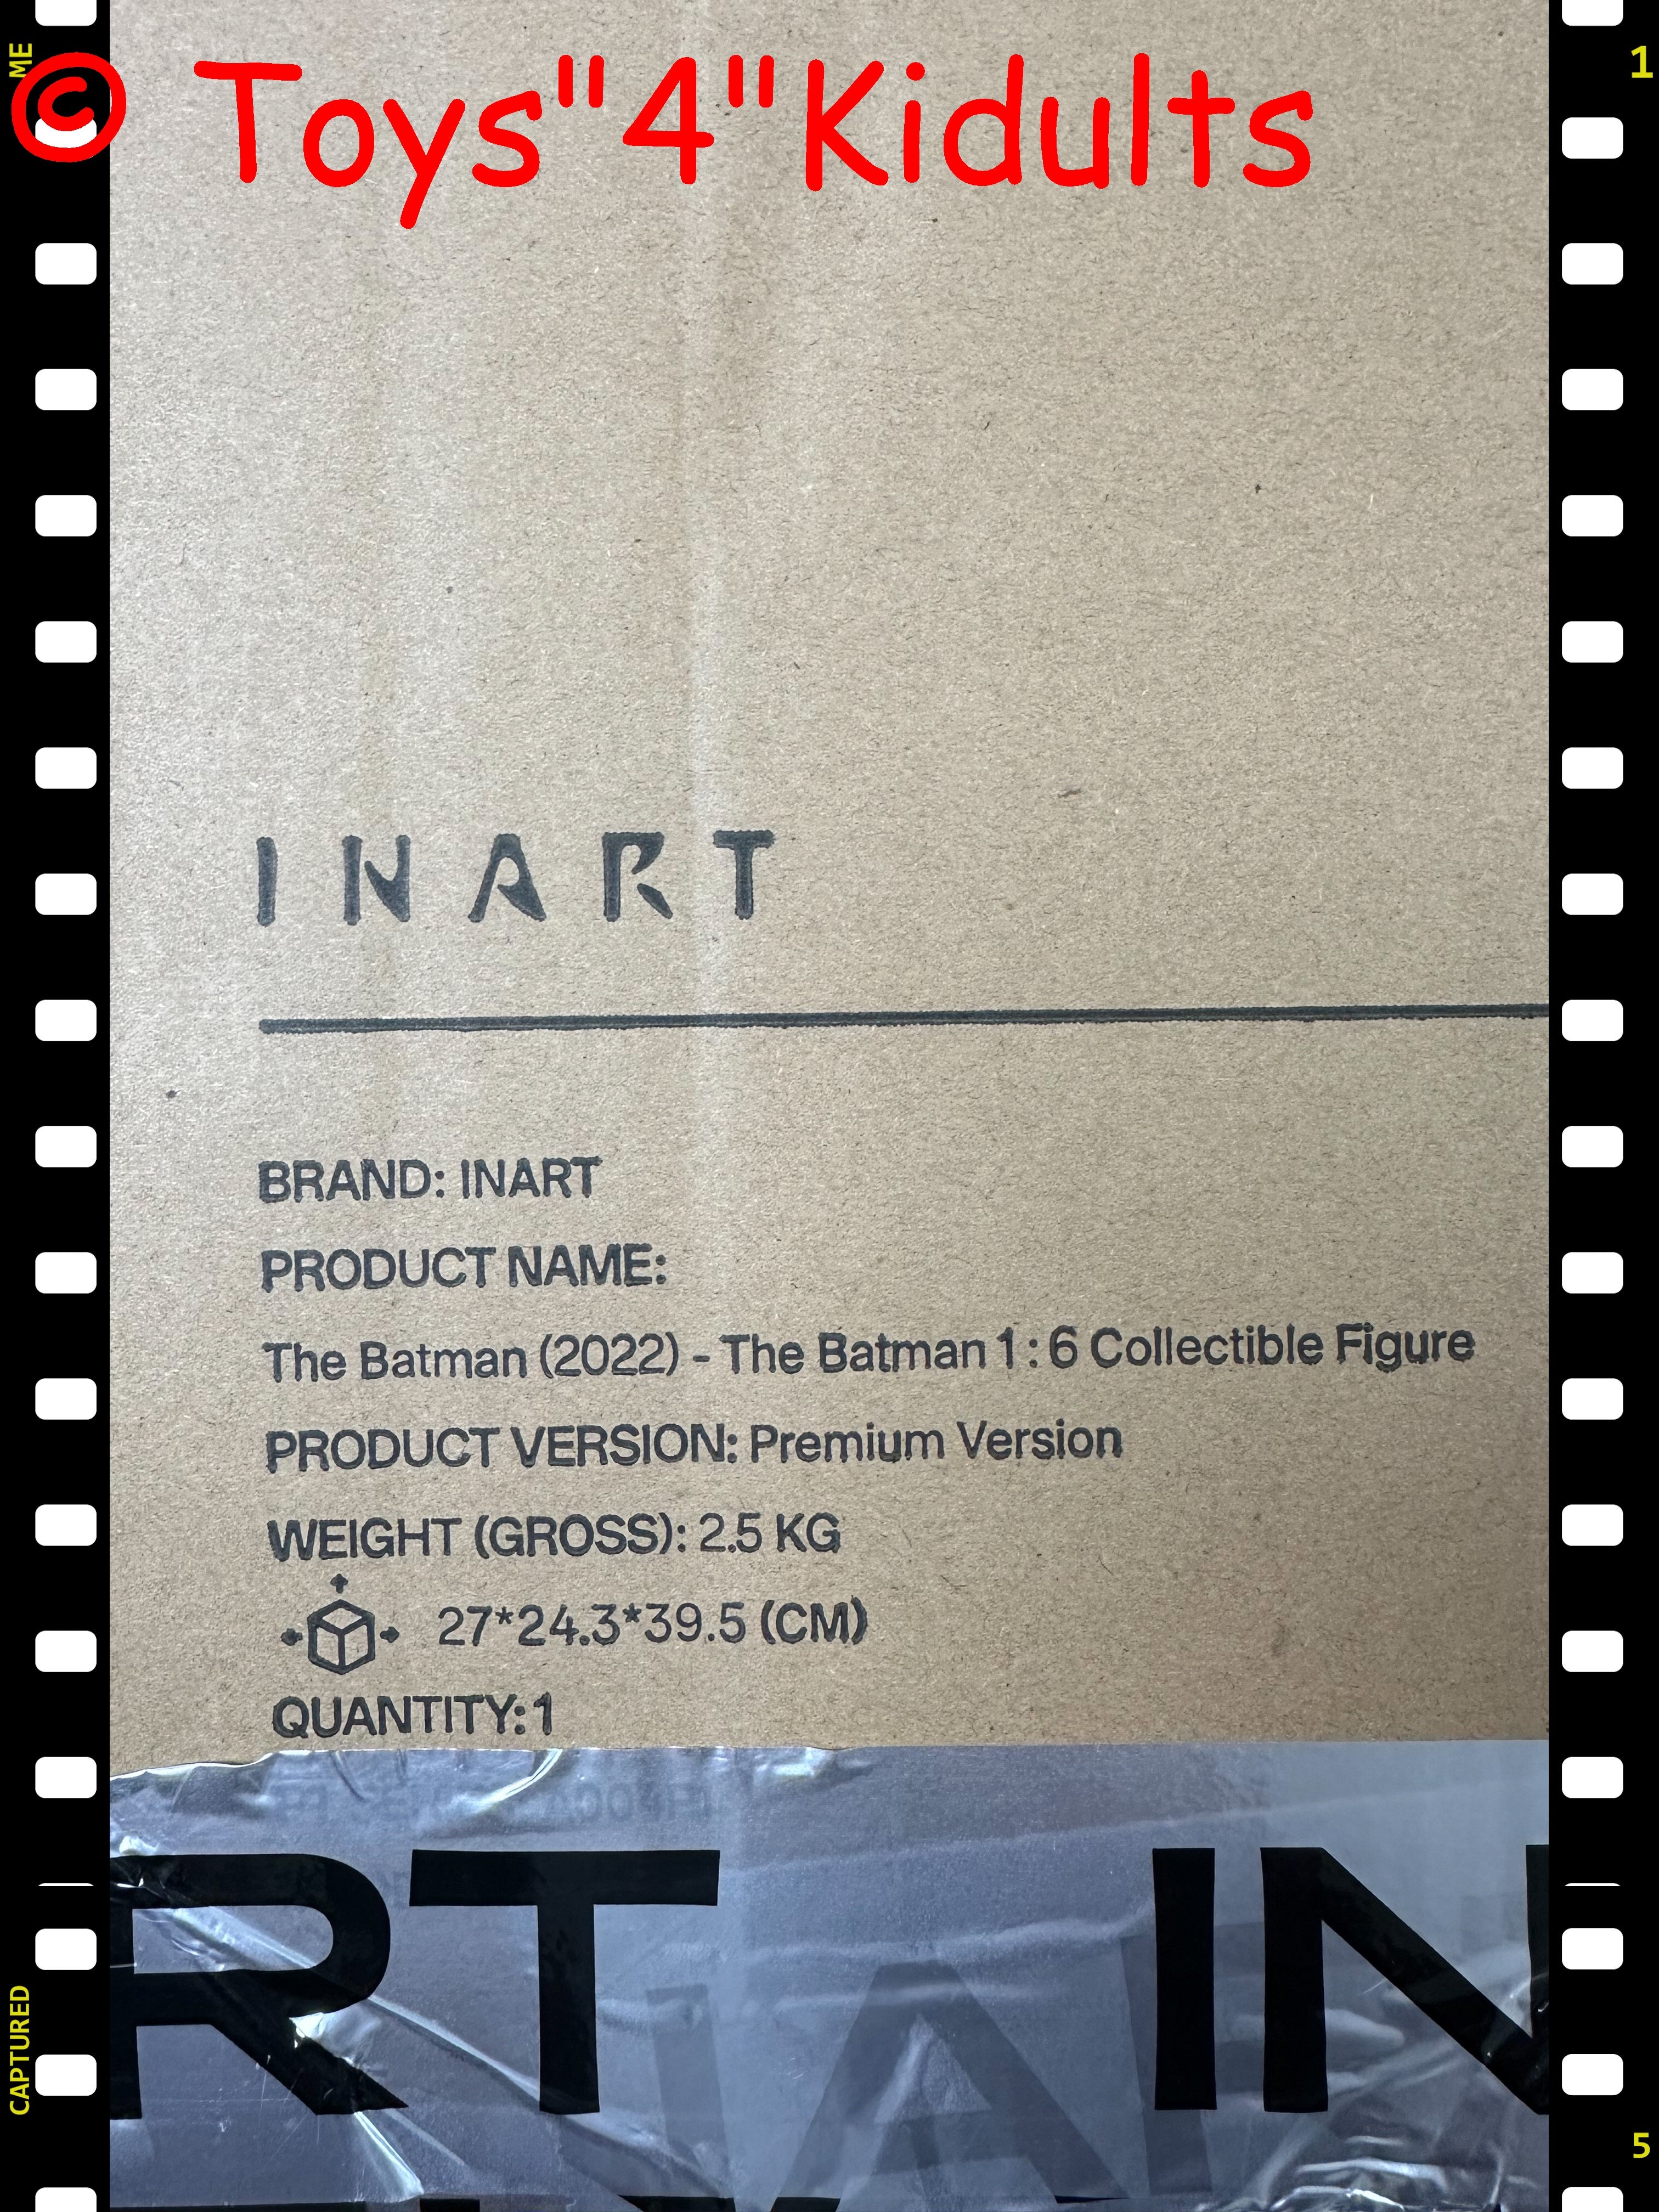 © Toys"4"Kidults
ME
1
INART
BRAND: INART
PRODUCT NAME:
The Batman (2022) - The Batman 1 : 6 Collectible Figure
PRODUCT VERSION: Premium Version
WEIGHT (GROSS): 2.5 KG
27*24.3*39.5 (CM)
QUANTITY: 1
RT IN
CAPTURED
5